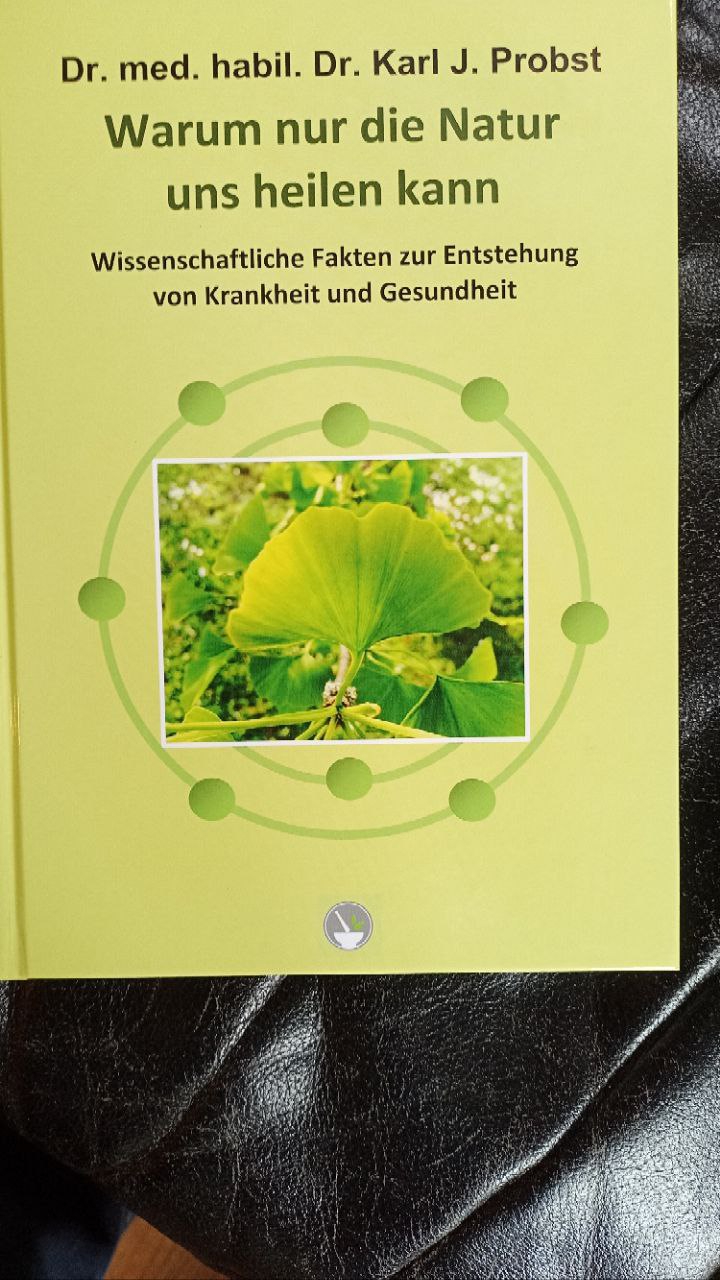 Dr. med. habil. Dr. Karl J. Probst
Warum nur die Natur
uns heilen kann
Wissenschaftliche Fakten zur Entstehung
von Krankheit und Gesundheit